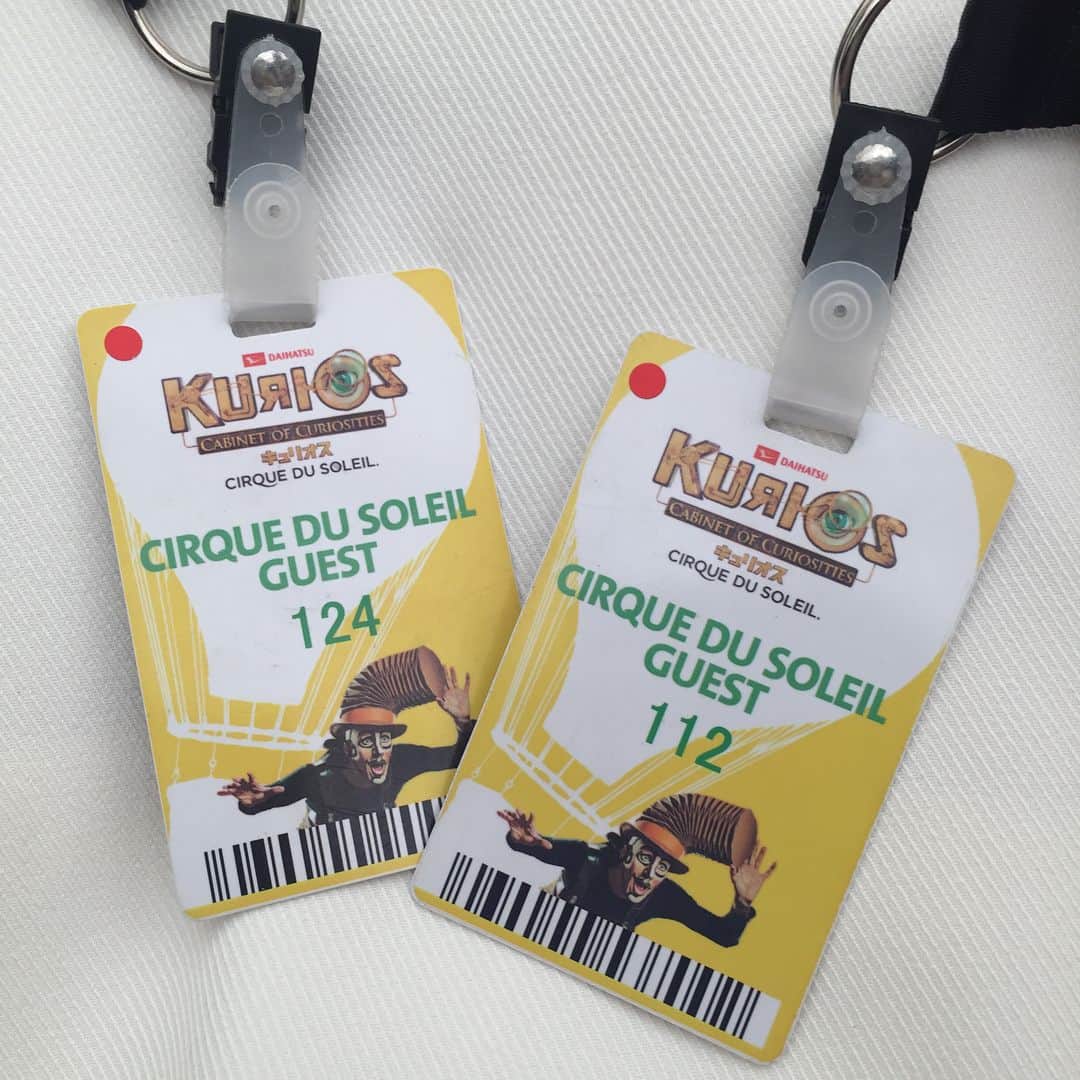 DAIHATSU
KURIOS
CABINET OF CURIOSITIES
キュリオス
CIRQUE DU SOLEIL.
CIRQUE DU SOLEIL
GUEST
124
DAIHATSU
KURIOS
CABINET OF CURIOSITIES
キュリオス
CIRQUE DU SOLEIL.
CIRQUE DU SOLEIL
GUEST
112